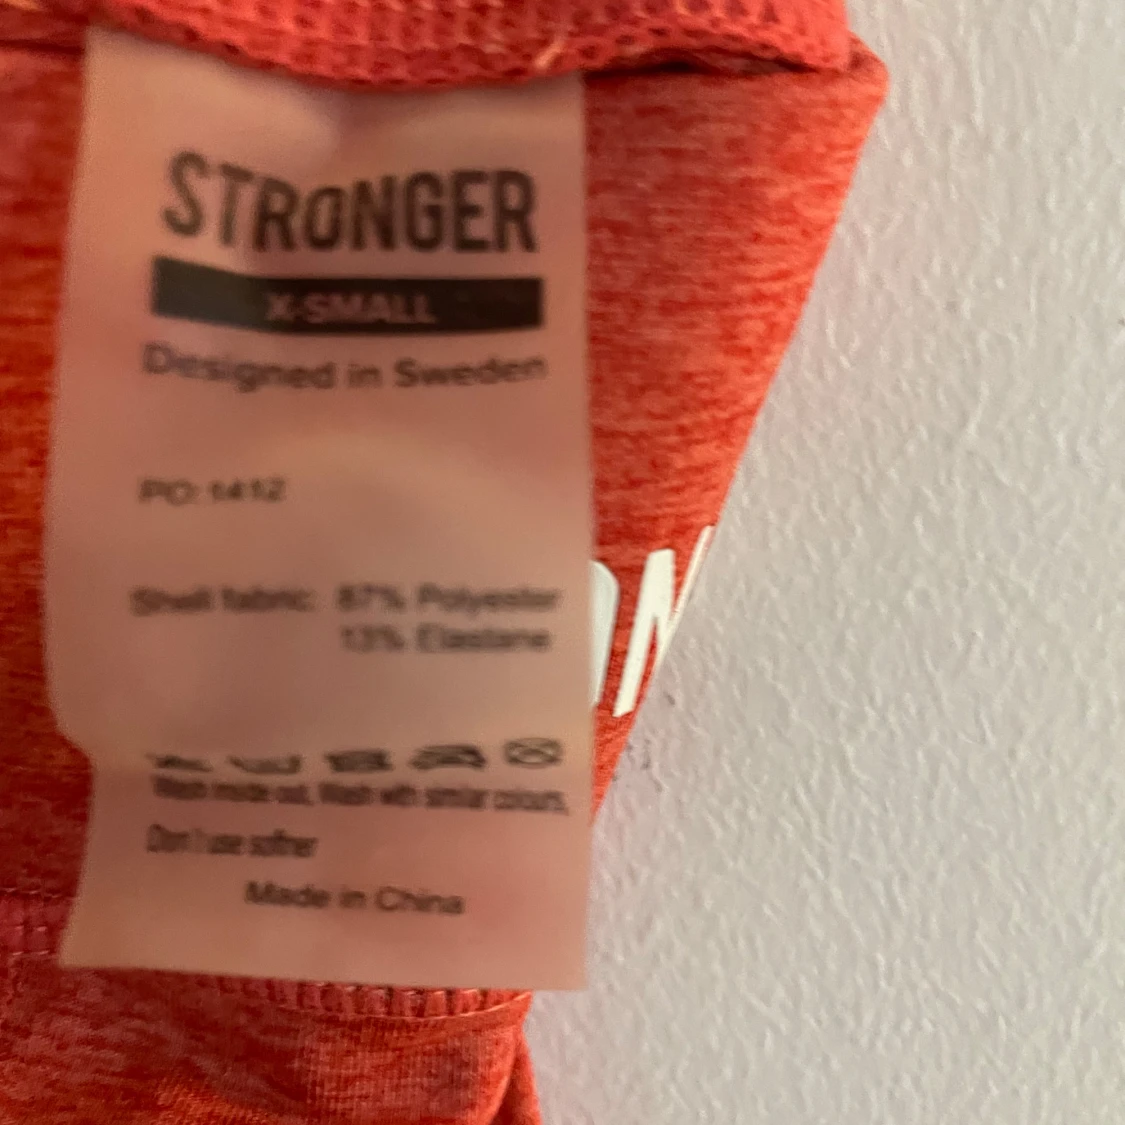 STRONGER
X-SMALL
Designed in Sweden
PO: 1412
Shell fabric: 87% Polyester
13% Elastane
Wash inside out, Wash with similar colours,
Don't use softner
Made in China